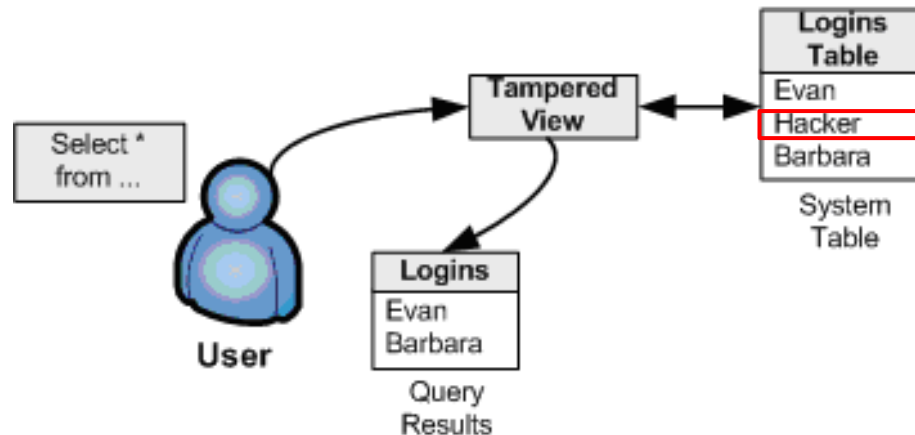 Select *
from ...
User
Tampered
View
Logins
Evan
Barbara
Query
Results
Logins
Table
Evan
Hacker
Barbara
System
Table